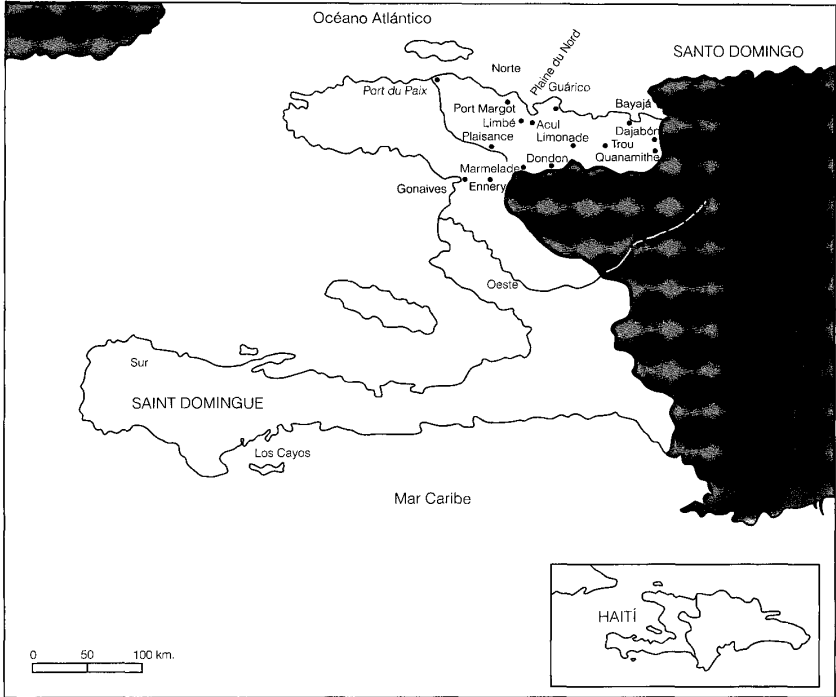 Océano Atlántico
SANTO DOMINGO
Plaine du Nord
Norte
Guárico
Port du Paix
Port Margot
Bayajá
Limbé
Acul
Dajabón
Limonade
Plaisance
Trou
Quanamithe
Dondon
Marmelade
Gonaives
Ennery
Oeste
Sur
SAINT DOMINGUE
Los Cayos
Mar Caribe
HAITÍ
0 50 100 km.